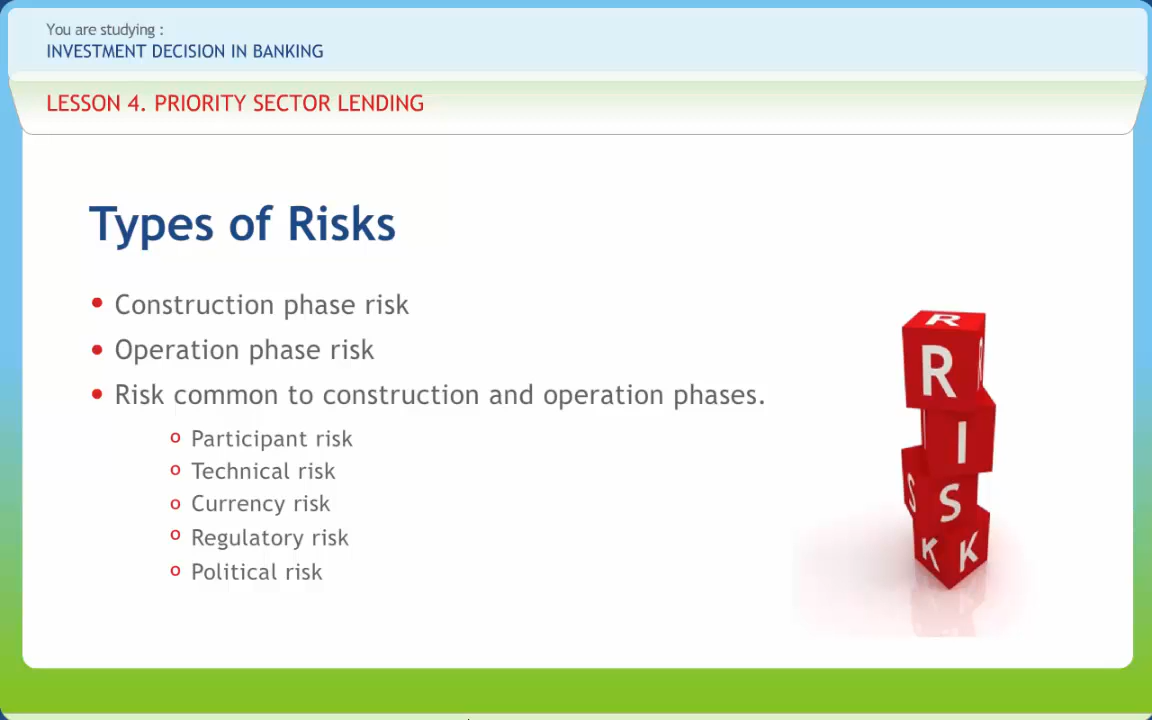 You are studying :
INVESTMENT DECISION IN BANKING
LESSON 4. PRIORITY SECTOR LENDING
Types of Risks
• Construction phase risk
• Operation phase risk
• Risk common to construction and operation phases.
o Participant risk
o Technical risk
o Currency risk
o Regulatory risk
o Political risk
R
R
I
S S
K K